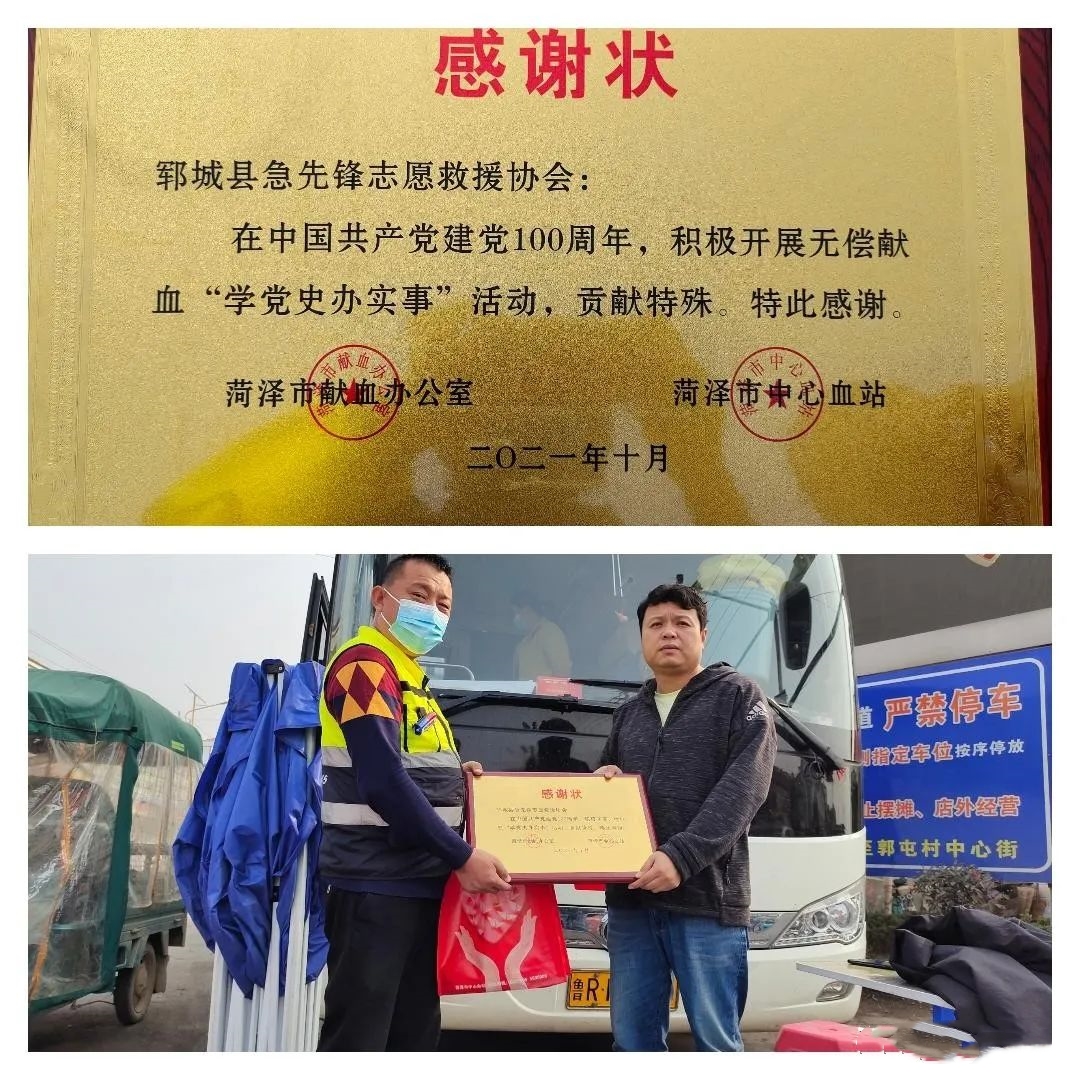 感谢状
郓城县急先锋志愿救援协会：
在中国共产党建党100周年，积极开展无偿献
血“学党史办实事”活动，贡献特殊。特此感谢。
菏泽市献血办公室 菏泽市中心血站
二〇二一年十月
严禁停车
指定车位按序停放
摆摊、店外经营
至郭屯村中心街
adidas
感谢状
鲁R